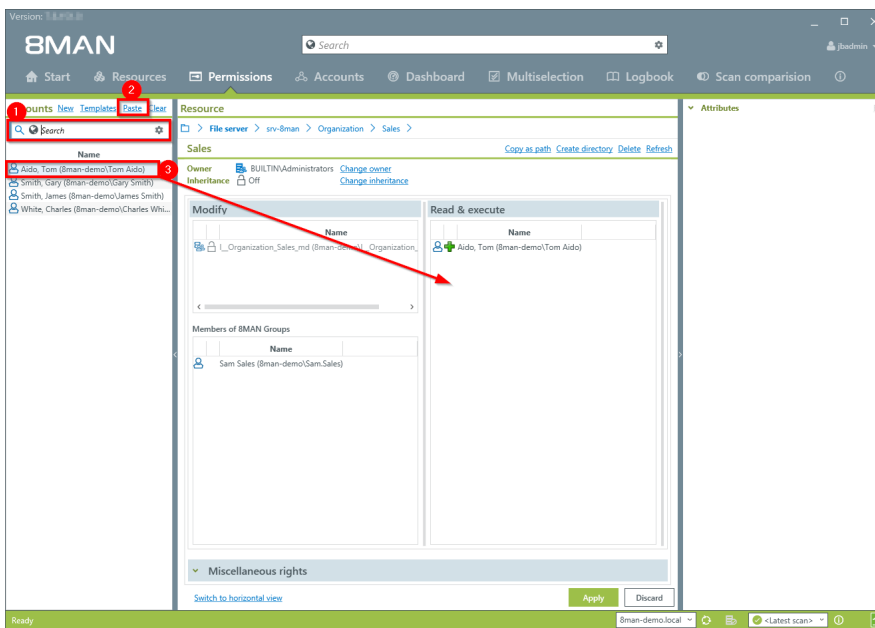 Version:
8MAN
Search
jbadmin
Start Resources Permissions Accounts Dashboard Multiselection Logbook Scan comparision
2
1
ounts New Templates Paste Clear
Search
Name
Aido, Tom (8man-demo\Tom Aido)
3
Smith, Gary (8man-demo\Gary Smith)
Smith, James (8man-demo\James Smith)
White, Charles (8man-demo\Charles Whi...
Resource
File server > srv-8man > Organization > Sales >
Sales
Copy as path Create directory Delete Refresh
Owner BUILTIN\Administrators Change owner
Inheritance Off Change inheritance
Modify
Name
l_Organization_Sales_md (8man-demo\l_Organization_
Members of 8MAN Groups
Name
Sam Sales (8man-demo\Sam.Sales)
Read & execute
Name
Aido, Tom (8man-demo\Tom Aido)
Miscellaneous rights
Switch to horizontal view
Apply Discard
Attributes
Ready
8man-demo.local
<Latest scan>